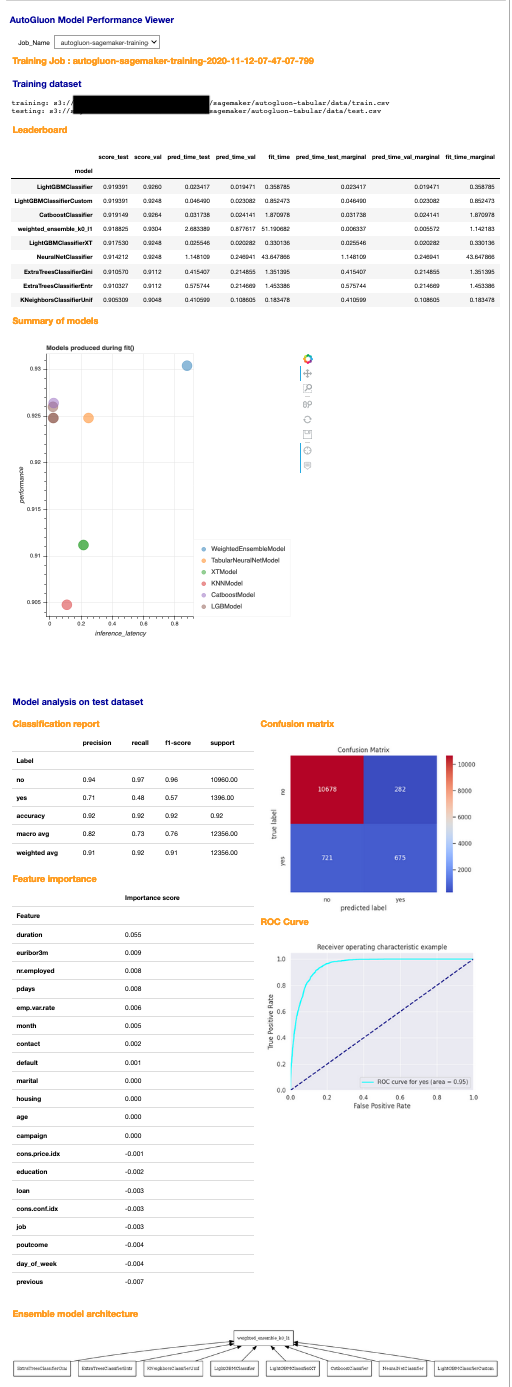 AutoGluon Model Performance Viewer
Job_Name autogluon-sagemaker-training-
Training Job : autogluon-sagemaker-training-2020-11-12-07-47-07-799
Training dataset
training: s3:// /sagemaker/autogluon-tabular/data/train.csv
testing: s3:// sagemaker/autogluon-tabular/data/test.csv
Leaderboard
score_test score_val pred_time_test pred_time_val fit_time pred_time_test_marginal pred_time_val_marginal fit_time_marginal
model
LightGBMClassifier 0.919391 0.9260 0.023417 0.019471 0.358785 0.023417 0.019471 0.358785
LightGBMClassifierCustom 0.919391 0.9248 0.046490 0.023082 0.852473 0.046490 0.023082 0.852473
CatboostClassifier 0.919149 0.9264 0.031738 0.024141 1.870978 0.031738 0.024141 1.870978
weighted_ensemble_k0_l1 0.918825 0.9304 2.683389 0.877617 51.190682 0.006337 0.005572 1.142183
LightGBMClassifierXT 0.917530 0.9248 0.025546 0.020282 0.330136 0.025546 0.020282 0.330136
NeuralNetClassifier 0.914212 0.9248 1.148109 0.246941 43.647866 1.148109 0.246941 43.647866
ExtraTreesClassifierGini 0.910570 0.9112 0.415407 0.214855 1.351395 0.415407 0.214855 1.351395
ExtraTreesClassifierEntr 0.910327 0.9112 0.575744 0.214669 1.453386 0.575744 0.214669 1.453386
KNeighborsClassifierUnif 0.905309 0.9048 0.410599 0.108605 0.183478 0.410599 0.108605 0.183478
Summary of models
Models produced during fit()
0.93
0.925
0.92
0.915
0.91
0.905
performance
0 0.2 0.4 0.6 0.8
inference_latency
WeightedEnsembleModel
TabularNeuralNetModel
XTModel
KNNModel
CatboostModel
LGBModel
Model analysis on test dataset
Classification report
precision recall f1-score support
Label
no 0.94 0.97 0.96 10960.00
yes 0.71 0.48 0.57 1396.00
accuracy 0.92 0.92 0.92 0.92
macro avg 0.82 0.73 0.76 12356.00
weighted avg 0.91 0.92 0.91 12356.00
Confusion matrix
Confusion Matrix
10678 282
721 675
true label
no
yes
no yes
predicted label
10000
8000
6000
4000
2000
Feature importance
Importance score
Feature
duration 0.055
euribor3m 0.009
nr.employed 0.008
pdays 0.008
emp.var.rate 0.006
month 0.005
contact 0.002
default 0.001
marital 0.000
housing 0.000
age 0.000
campaign 0.000
cons.price.idx -0.001
education -0.002
loan -0.003
cons.conf.idx -0.003
job -0.003
poutcome -0.004
day_of_week -0.004
previous -0.007
ROC Curve
Receiver operating characteristic example
1.0
0.8
0.6
0.4
0.2
0.0
True Positive Rate
ROC curve for yes (area = 0.95)
0.0 0.2 0.4 0.6 0.8 1.0
False Positive Rate
Ensemble model architecture
weighted_ensemble_k0_l1
ExtraTreesClassifierGini ExtraTreesClassifierEntr KNeighborsClassifierUnif LightGBMClassifier LightGBMClassifierXT CatboostClassifier NeuralNetClassifier LightGBMClassifierCustom